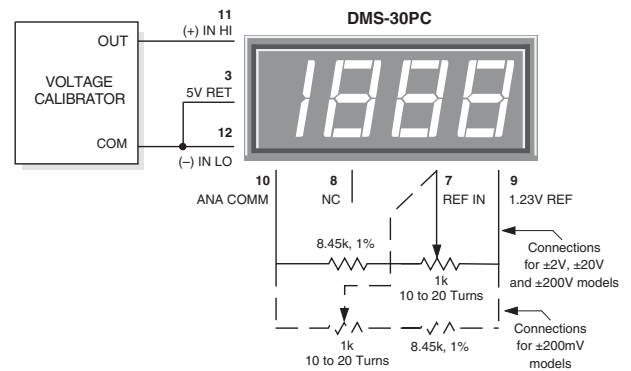 DMS-30PC
11
(+) IN HI
OUT
VOLTAGE
CALIBRATOR
3
5V RET
COM
12
(–) IN LO
1888
10
ANA COMM
8
NC
7
REF IN
9
1.23V REF
8.45k, 1%
1k
10 to 20 Turns
Connections
for ±2V, ±20V
and ±200V models
1k
10 to 20 Turns
8.45k, 1%
Connections
for ±200mV
models